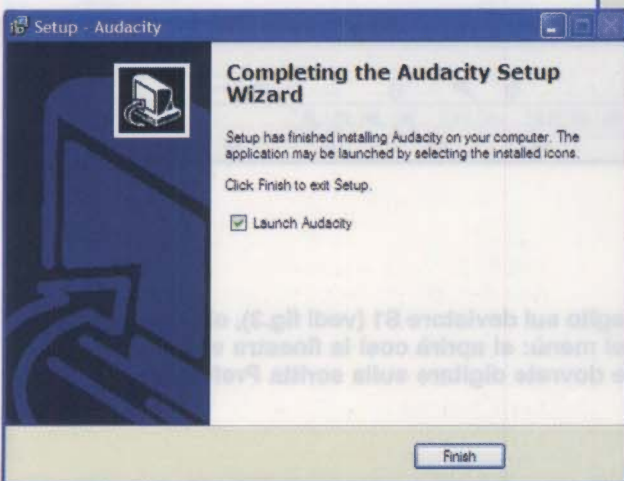 Setup - Audacity
Completing the Audacity Setup
Wizard
Setup has finished installing Audacity on your computer. The
application may be launched by selecting the installed icons.
Click Finish to exit Setup.
Launch Audacity
Finish